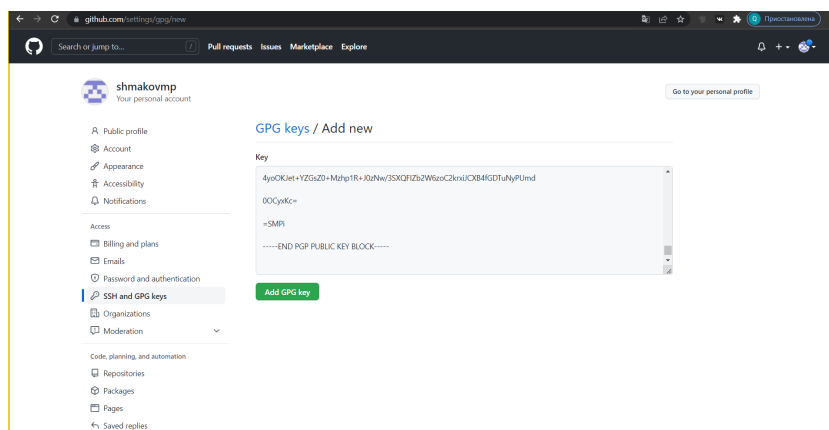 github.com/settings/gpg/new
Приостановлена
Search or jump to...
/
Pull requests Issues Marketplace Explore
shmakovmp
Your personal account
Go to your personal profile
Public profile
Account
Appearance
Accessibility
Notifications
Access
Billing and plans
Emails
Password and authentication
SSH and GPG keys
Organizations
Moderation
Code, planning, and automation
Repositories
Packages
Pages
Saved replies
GPG keys / Add new
Key
4yoOKJet+YZGsZ0+Mzhp1R+J0zNw/3SXQFlZb2W6zoC2krxiJCXB4fGDTuNyPUmd
0OCyxKc=
=SMPi
-----END PGP PUBLIC KEY BLOCK-----
Add GPG key